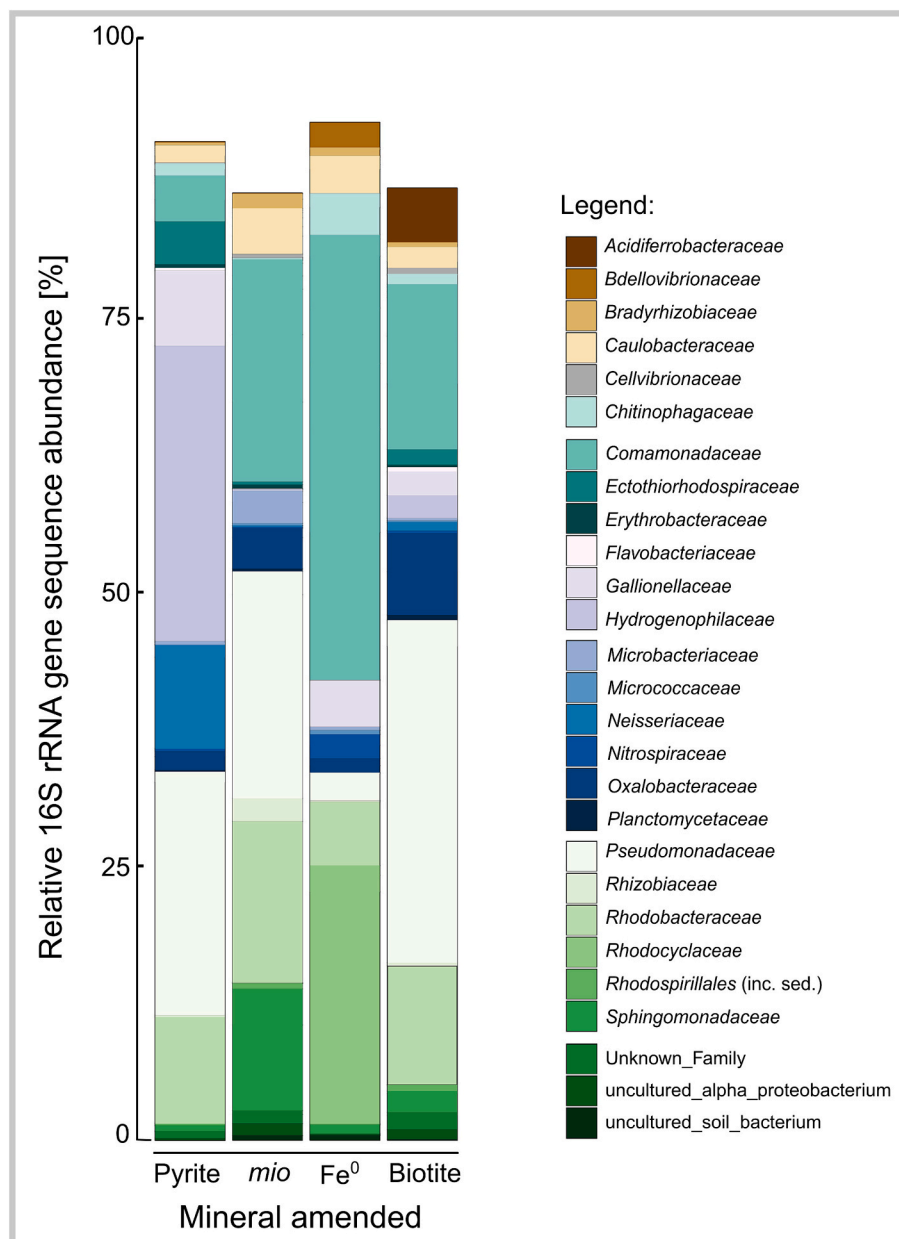 Relative 16S rRNA gene sequence abundance [%]
100
75
50
25
0
Pyrite
mio
Fe⁰
Biotite
Mineral amended
Legend:
Acidiferrobacteraceae
Bdellovibrionaceae
Bradyrhizobiaceae
Caulobacteraceae
Cellvibrionaceae
Chitinophagaceae
Comamonadaceae
Ectothiorhodospiraceae
Erythrobacteraceae
Flavobacteriaceae
Gallionellaceae
Hydrogenophilaceae
Microbacteriaceae
Micrococcaceae
Neisseriaceae
Nitrospiraceae
Oxalobacteraceae
Planctomycetaceae
Pseudomonadaceae
Rhizobiaceae
Rhodobacteraceae
Rhodocyclaceae
Rhodospirillales (inc. sed.)
Sphingomonadaceae
Unknown_Family
uncultured_alpha_proteobacterium
uncultured_soil_bacterium